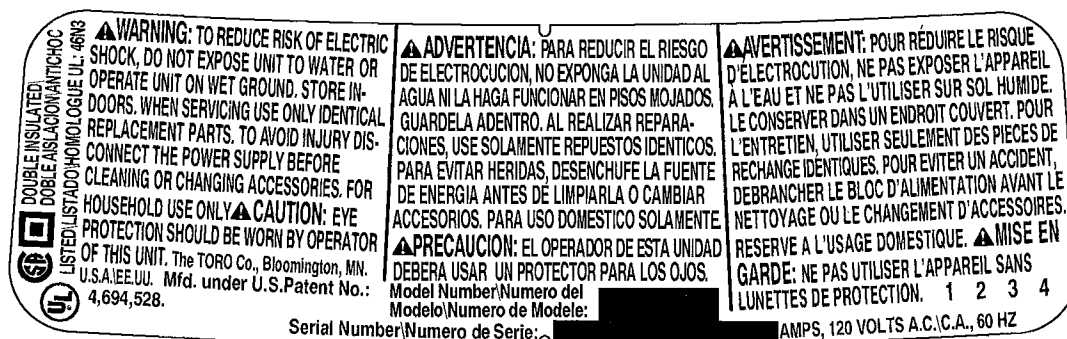 DOUBLE INSULATED\
DOBLE AISLACION\ANTICHOC
LISTED\LISTADO\HOMOLOGUE UL: 46N3
UL
⚠WARNING: TO REDUCE RISK OF ELECTRIC
SHOCK, DO NOT EXPOSE UNIT TO WATER OR
OPERATE UNIT ON WET GROUND. STORE IN-
DOORS. WHEN SERVICING USE ONLY IDENTICAL
REPLACEMENT PARTS. TO AVOID INJURY DIS-
CONNECT THE POWER SUPPLY BEFORE
CLEANING OR CHANGING ACCESSORIES. FOR
HOUSEHOLD USE ONLY⚠CAUTION: EYE
PROTECTION SHOULD BE WORN BY OPERATOR
OF THIS UNIT. The TORO Co., Bloomington, MN.
U.S.A\EE.UU. Mfd. under U.S.Patent No.:
4,694,528.
⚠ADVERTENCIA: PARA REDUCIR EL RIESGO
DE ELECTROCUCION, NO EXPONGA LA UNIDAD AL
AGUA NI LA HAGA FUNCIONAR EN PISOS MOJADOS.
GUARDELA ADENTRO. AL REALIZAR REPARA-
CIONES, USE SOLAMENTE REPUESTOS IDENTICOS.
PARA EVITAR HERIDAS, DESENCHUFE LA FUENTE
DE ENERGIA ANTES DE LIMPIARLA O CAMBIAR
ACCESORIOS. PARA USO DOMESTICO SOLAMENTE
⚠PRECAUCION: EL OPERADOR DE ESTA UNIDAD
DEBERA USAR UN PROTECTOR PARA LOS OJOS.
Model Number\Numero del
Modelo\Numero de Modele:
Serial Number\Numero de Serie:
⚠AVERTISSEMENT: POUR RÉDUIRE LE RISQUE
D'ÉLECTROCUTION, NE PAS EXPOSER L'APPAREIL
À L'EAU ET NE PAS L'UTILISER SUR SOL HUMIDE.
LE CONSERVER DANS UN ENDROIT COUVERT. POUR
L'ENTRETIEN, UTILISER SEULEMENT DES PIECES DE
RECHANGE IDENTIQUES. POUR EVITER UN ACCIDENT,
DEBRANCHER LE BLOC D'ALIMENTATION AVANT LE
NETTOYAGE OU LE CHANGEMENT D'ACCESSOIRES.
RESERVE A L'USAGE DOMESTIQUE. ⚠MISE EN
GARDE: NE PAS UTILISER L'APPAREIL SANS
LUNETTES DE PROTECTION. 1 2 3 4
AMPS, 120 VOLTS A.C.\C.A., 60 HZ